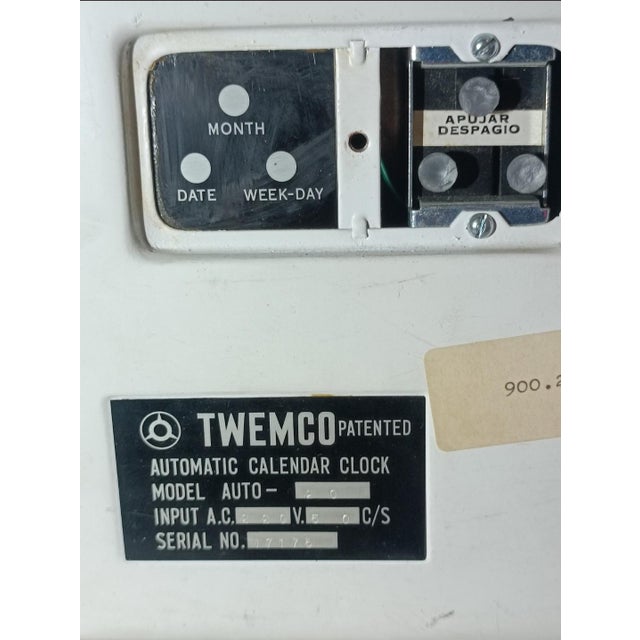 MONTH
DATE WEEK-DAY
APUJAR
DESPAGIO
900.2
TWEMCO PATENTED
AUTOMATIC CALENDAR CLOCK
MODEL AUTO-
INPUT A.C. V. C/S
SERIAL NO.